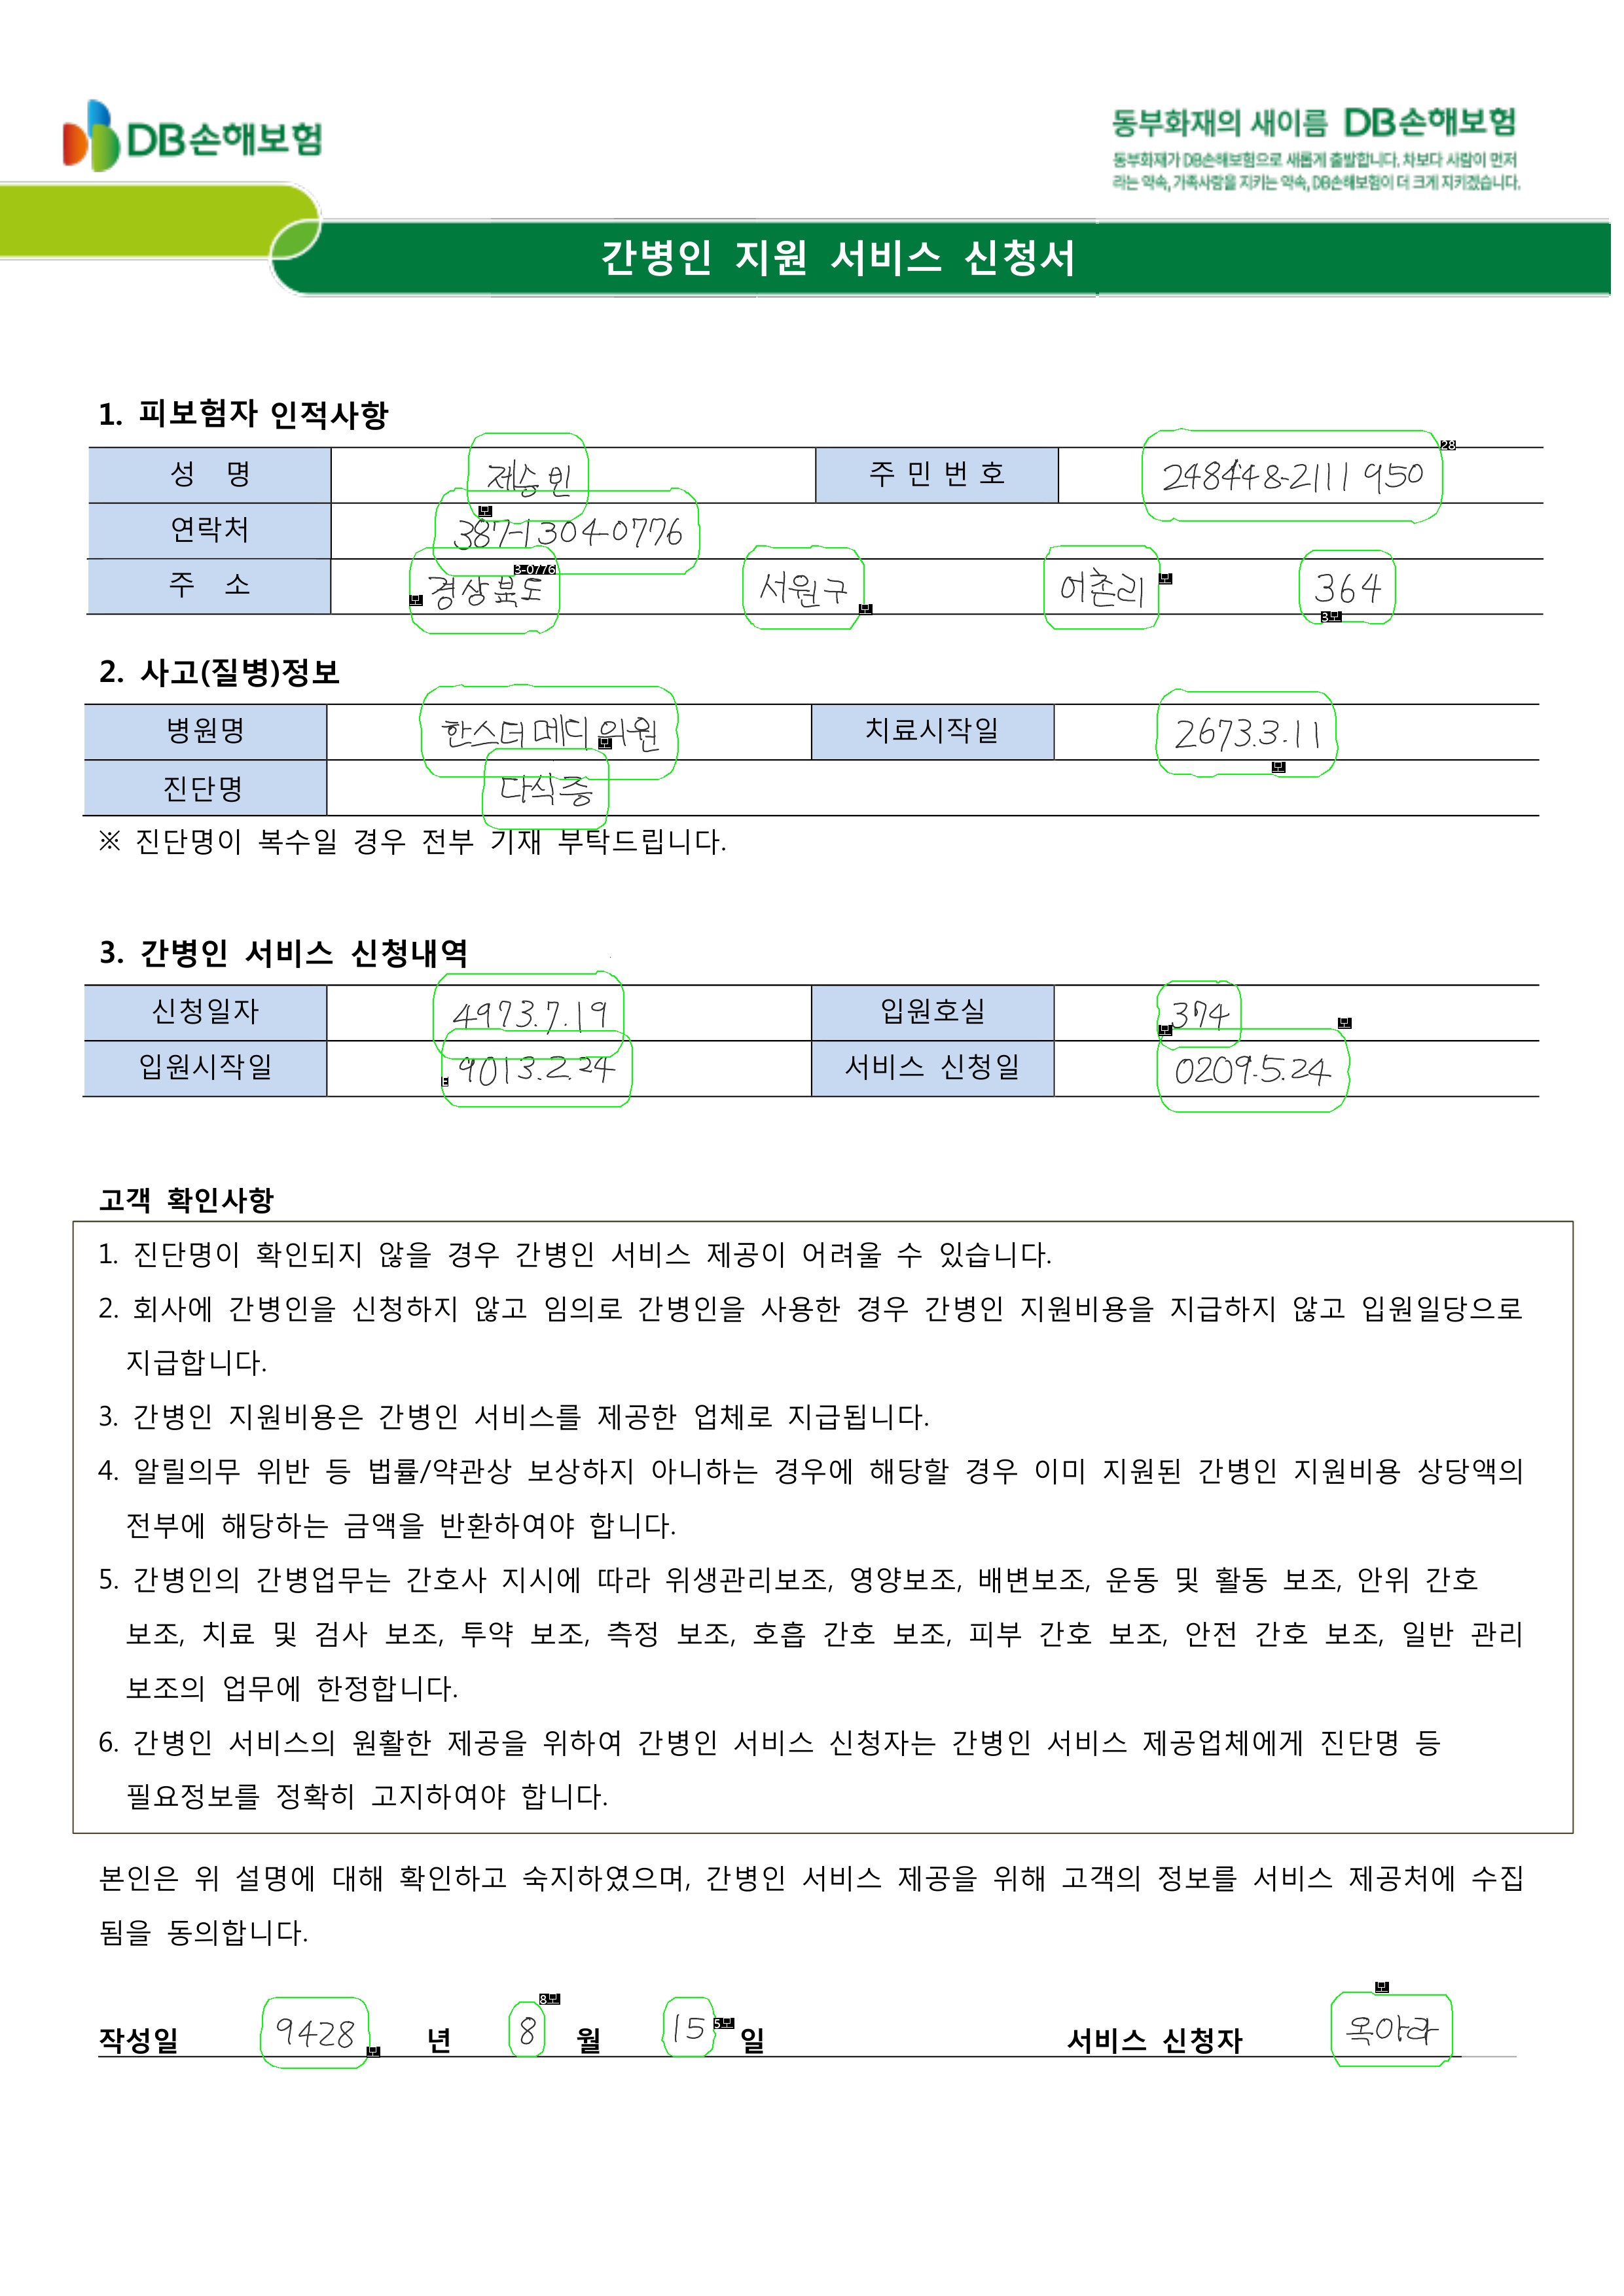 DB손해보험
동부화재의 새이름 DB손해보험
동부화재가 DB손해보험으로 새롭게 출발합니다. 차보다 사람이 먼저
라는 약속, 가족사랑을 지키는 약속, DB손해보험이 더 크게 지키겠습니다.
간병인 지원 서비스 신청서
1. 피보험자 인적사항
성 명 제승빈 주 민 번 호 248448-2111950
연락처 387-1304-0776
주 소 경상북도 서원구 어촌리 364
2. 사고(질병)정보
병원명 한스더메디의원 치료시작일 2673.3.11
진단명 다식증
※ 진단명이 복수일 경우 전부 기재 부탁드립니다.
3. 간병인 서비스 신청내역
신청일자 4973.7.19 입원호실 374
입원시작일 9013.2.24 서비스 신청일 0209.5.24
고객 확인사항
1. 진단명이 확인되지 않을 경우 간병인 서비스 제공이 어려울 수 있습니다.
2. 회사에 간병인을 신청하지 않고 임의로 간병인을 사용한 경우 간병인 지원비용을 지급하지 않고 입원일당으로
지급합니다.
3. 간병인 지원비용은 간병인 서비스를 제공한 업체로 지급됩니다.
4. 알릴의무 위반 등 법률/약관상 보상하지 아니하는 경우에 해당할 경우 이미 지원된 간병인 지원비용 상당액의
전부에 해당하는 금액을 반환하여야 합니다.
5. 간병인의 간병업무는 간호사 지시에 따라 위생관리보조, 영양보조, 배변보조, 운동 및 활동 보조, 안위 간호
보조, 치료 및 검사 보조, 투약 보조, 측정 보조, 호흡 간호 보조, 피부 간호 보조, 안전 간호 보조, 일반 관리
보조의 업무에 한정합니다.
6. 간병인 서비스의 원활한 제공을 위하여 간병인 서비스 신청자는 간병인 서비스 제공업체에게 진단명 등
필요정보를 정확히 고지하여야 합니다.
본인은 위 설명에 대해 확인하고 숙지하였으며, 간병인 서비스 제공을 위해 고객의 정보를 서비스 제공처에 수집
됨을 동의합니다.
작성일 9428 년 8 월 15 일 서비스 신청자 옥아라